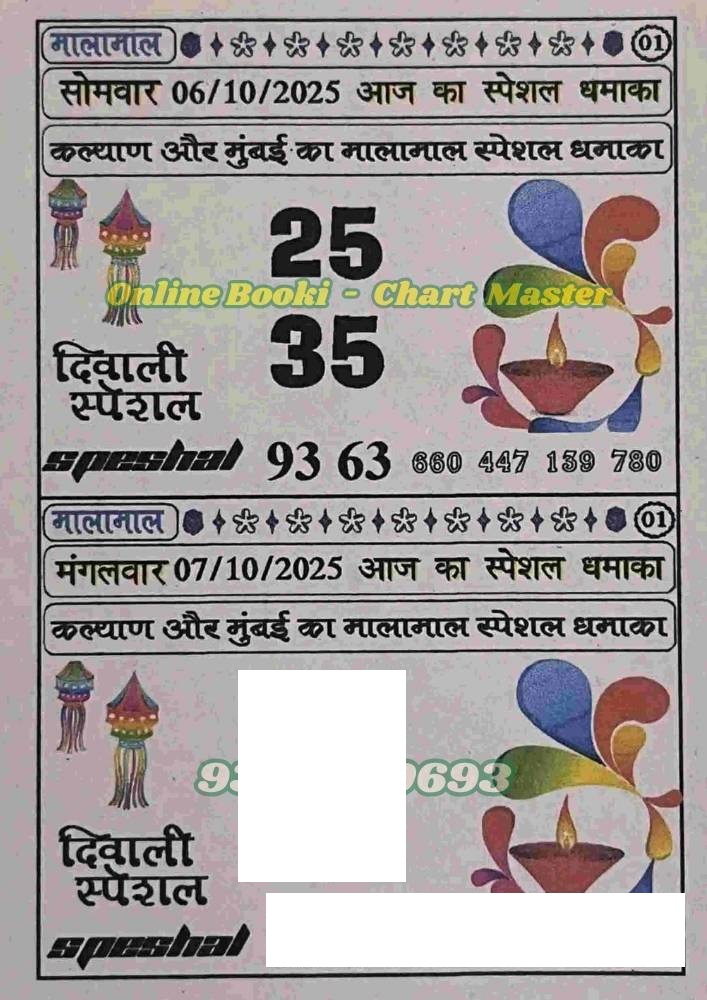 मालामाल 01
सोमवार 06/10/2025 आज का स्पेशल धमाका
कल्याण और मुंबई का मालामाल स्पेशल धमाका
25
Online Booki - Chart Master
35
दिवाली
स्पेशल
speshal 93 63 660 447 139 780
मालामाल 01
मंगलवार 07/10/2025 आज का स्पेशल धमाका
कल्याण और मुंबई का मालामाल स्पेशल धमाका
दिवाली
स्पेशल
speshal